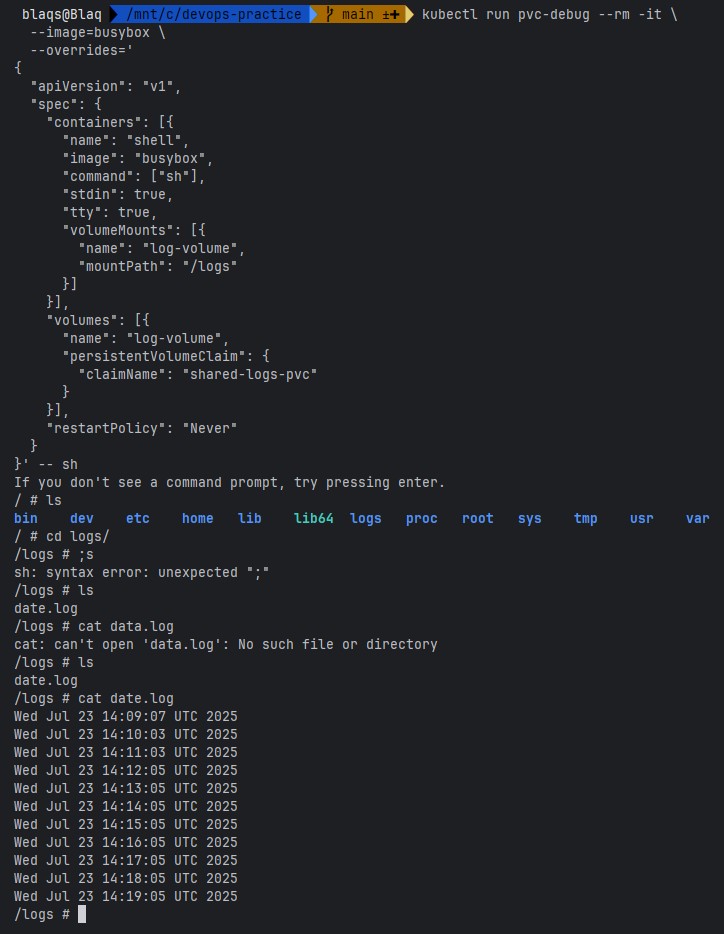 blaqs@Blaq /mnt/c/devops-practice main ±✚ kubectl run pvc-debug --rm -it \
  --image=busybox \
  --overrides='
{
  "apiVersion": "v1",
  "spec": {
    "containers": [{
      "name": "shell",
      "image": "busybox",
      "command": ["sh"],
      "stdin": true,
      "tty": true,
      "volumeMounts": [{
        "name": "log-volume",
        "mountPath": "/logs"
      }]
    }],
    "volumes": [{
      "name": "log-volume",
      "persistentVolumeClaim": {
        "claimName": "shared-logs-pvc"
      }
    }],
    "restartPolicy": "Never"
  }
}' -- sh
If you don't see a command prompt, try pressing enter.
/ # ls
bin    dev    etc    home   lib    lib64  logs   proc   root   sys    tmp    usr    var
/ # cd logs/
/logs # ;s
sh: syntax error: unexpected ";"
/logs # ls
date.log
/logs # cat data.log
cat: can't open 'data.log': No such file or directory
/logs # ls
date.log
/logs # cat date.log
Wed Jul 23 14:09:07 UTC 2025
Wed Jul 23 14:10:03 UTC 2025
Wed Jul 23 14:11:03 UTC 2025
Wed Jul 23 14:12:05 UTC 2025
Wed Jul 23 14:13:05 UTC 2025
Wed Jul 23 14:14:05 UTC 2025
Wed Jul 23 14:15:05 UTC 2025
Wed Jul 23 14:16:05 UTC 2025
Wed Jul 23 14:17:05 UTC 2025
Wed Jul 23 14:18:05 UTC 2025
Wed Jul 23 14:19:05 UTC 2025
/logs #